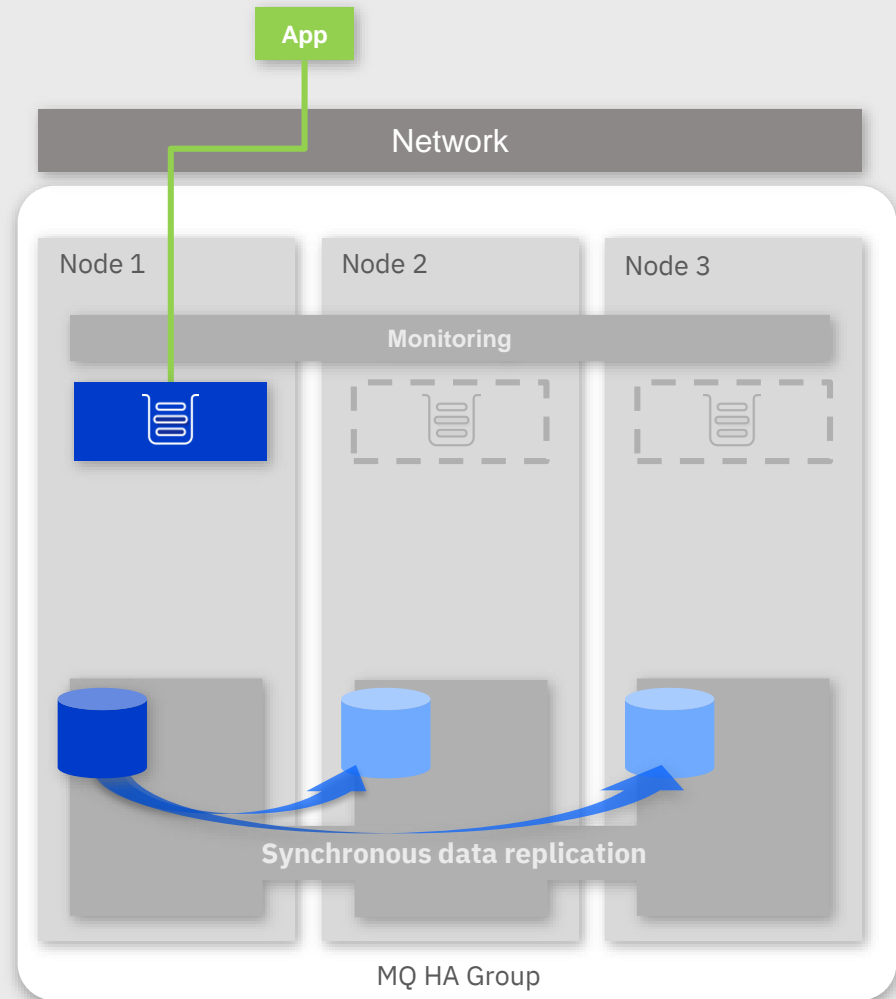 App
Network
Node 1
Node 2
Node 3
Monitoring
Synchronous data replication
MQ HA Group